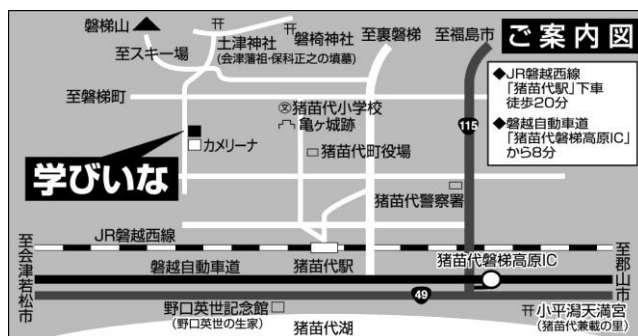 ご案内図
◆JR磐越西線
「猪苗代駅」下車
徒歩20分
◆磐越自動車道
「猪苗代磐梯高原IC」
から8分
磐梯山
至スキー場
土津神社
(会津藩祖・保科正之の墳墓)
磐椅神社
至裏磐梯
至福島市
至磐梯町
猪苗代小学校
亀ヶ城跡
115
カメリーナ
猪苗代町役場
学びいな
猪苗代警察署
至会津若松市
JR磐越西線
猪苗代駅
猪苗代磐梯高原IC
至郡山市
磐越自動車道
49
野口英世記念館
(野口英世の生家)
猪苗代湖
小平潟天満宮
(猪苗代兼載の里)